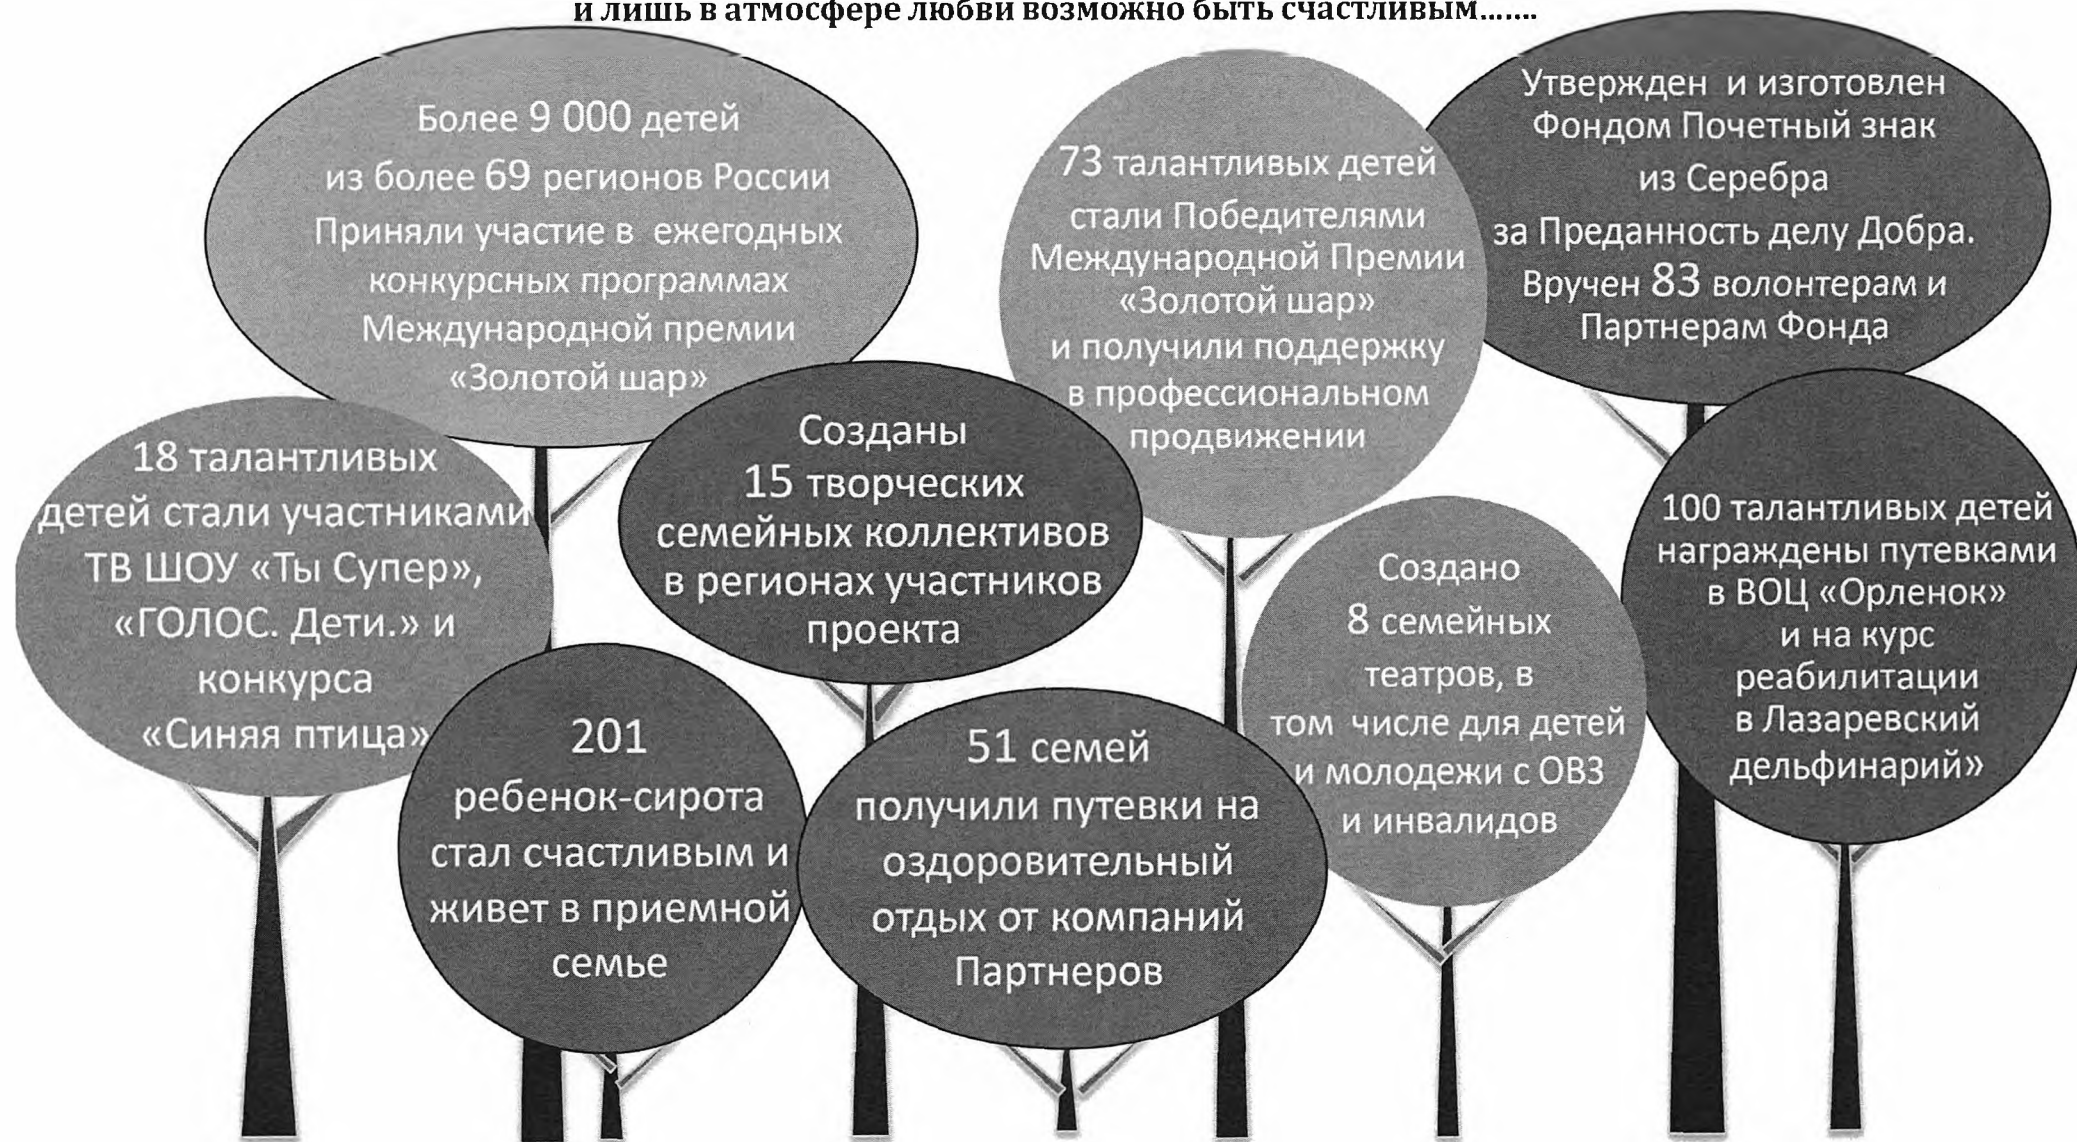 и лишь в атмосфере любви возможно быть счастливым.......
Более 9 000 детей
из более 69 регионов России
Приняли участие в ежегодных
конкурсных программах
Международной премии
«Золотой шар»
73 талантливых детей
стали Победителями
Международной Премии
«Золотой шар»
и получили поддержку
в профессиональном
продвижении
Утвержден и изготовлен
Фондом Почетный знак
из Серебра
за Преданность делу Добра.
Вручен 83 волонтерам и
Партнерам Фонда
18 талантливых
детей стали участниками
ТВ ШОУ «Ты Супер»,
«ГОЛОС. Дети.» и
конкурса
«Синяя птица»
Созданы
15 творческих
семейных коллективов
в регионах участников
проекта
Создано
8 семейных
театров, в
том числе для детей
и молодежи с ОВЗ
и инвалидов
100 талантливых детей
награждены путевками
в ВОЦ «Орленок»
и на курс
реабилитации
в Лазаревский
дельфинарий»
201
ребенок-сирота
стал счастливым и
живет в приемной
семье
51 семей
получили путевки на
оздоровительный
отдых от компаний
Партнеров